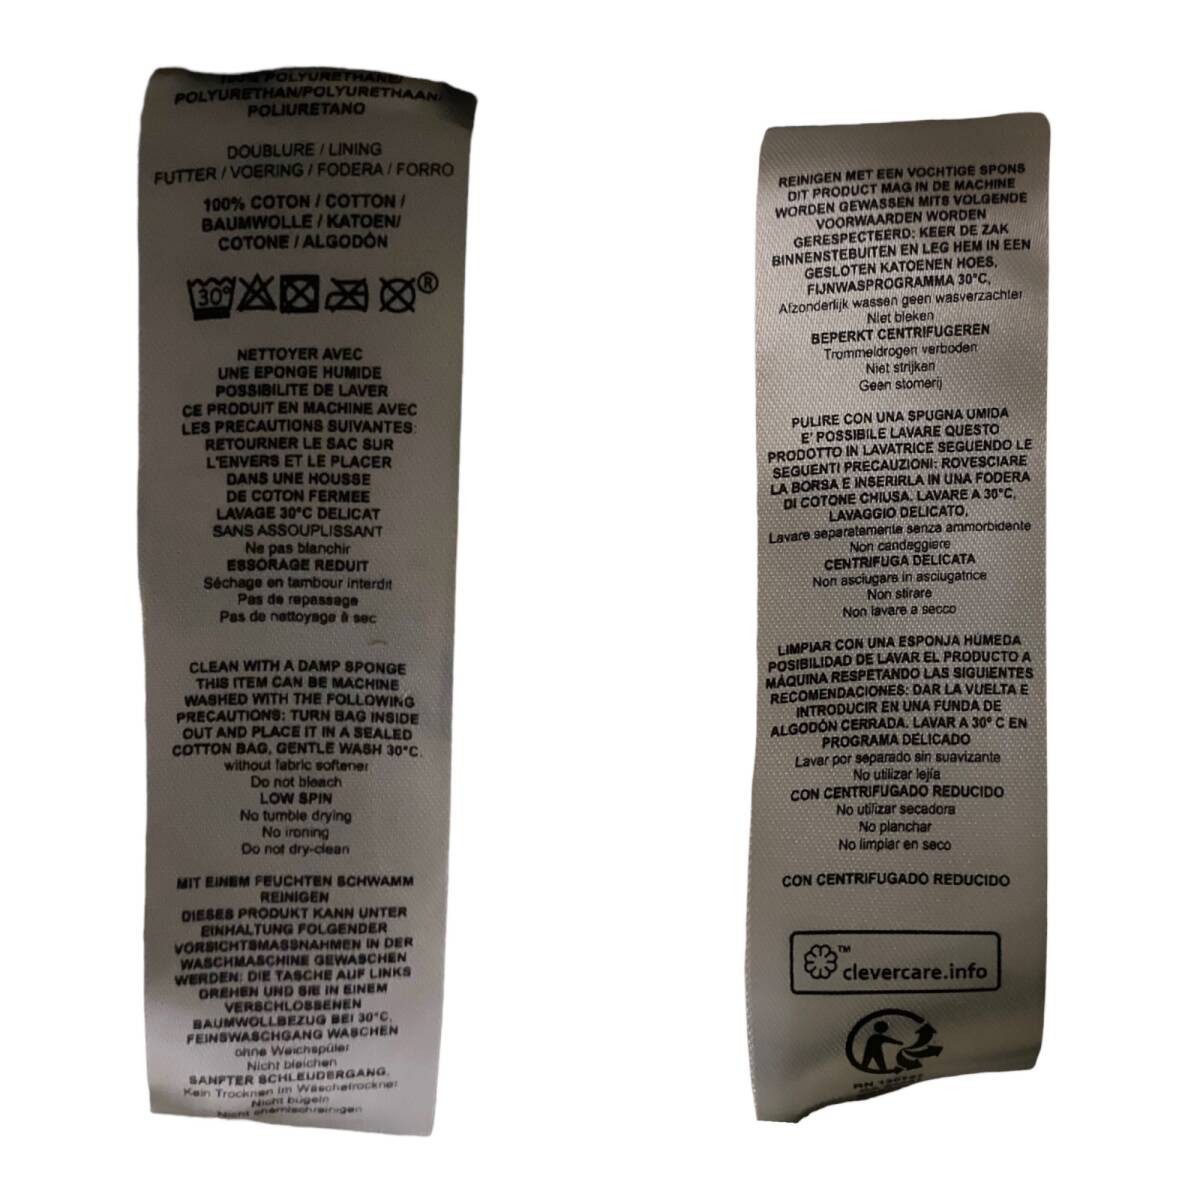 100% POLYURETHANE/
POLYURETHAN/POLYURETHAAN/
POLIURETANO
DOUBLURE / LINING
FUTTER / VOERING / FODERA / FORRO
100% COTON / COTTON /
BAUMWOLLE / KATOEN/
COTONE / ALGODÓN
30° ®
NETTOYER AVEC
UNE EPONGE HUMIDE
POSSIBILITE DE LAVER
CE PRODUIT EN MACHINE AVEC
LES PRECAUTIONS SUIVANTES:
RETOURNER LE SAC SUR
L'ENVERS ET LE PLACER
DANS UNE HOUSSE
DE COTON FERMEE
LAVAGE 30°C DELICAT
SANS ASSOUPLISSANT
Ne pas blanchir
ESSORAGE REDUIT
Séchage en tambour interdit
Pas de repassage
Pas de nettoyage à sec
CLEAN WITH A DAMP SPONGE
THIS ITEM CAN BE MACHINE
WASHED WITH THE FOLLOWING
PRECAUTIONS: TURN BAG INSIDE
OUT AND PLACE IT IN A SEALED
COTTON BAG, GENTLE WASH 30°C.
without fabric softener
Do not bleach
LOW SPIN
No tumble drying
No ironing
Do not dry-clean
MIT EINEM FEUCHTEN SCHWAMM
REINIGEN
DIESES PRODUKT KANN UNTER
EINHALTUNG FOLGENDER
VORSICHTSMASSNAHMEN IN DER
WASCHMASCHINE GEWASCHEN
WERDEN: DIE TASCHE AUF LINKS
DREHEN UND SIE IN EINEM
VERSCHLOSSENEN
BAUMWOLLBEZUG BEI 30°C.
FEINSWASCHGANG WASCHEN
ohne Weichspüler
Nicht bleichen
SANFTER SCHLEUDERGANG.
Kein Trocknen im Wäschetrockner
Nicht bügeln
Nicht chemischreinigen
REINIGEN MET EEN VOCHTIGE SPONS
DIT PRODUCT MAG IN DE MACHINE
WORDEN GEWASSEN MITS VOLGENDE
VOORWAARDEN WORDEN
GERESPECTEERD: KEER DE ZAK
BINNENSTEBUITEN EN LEG HEM IN EEN
GESLOTEN KATOENEN HOES,
FIJNWASPROGRAMMA 30°C,
Afzonderlijk wassen geen wasverzachter
Niet bleken
BEPERKT CENTRIFUGEREN
Trommeldrogen verboden
Niet strijken
Geen stomerij
PULIRE CON UNA SPUGNA UMIDA
E' POSSIBILE LAVARE QUESTO
PRODOTTO IN LAVATRICE SEGUENDO LE
SEGUENTI PRECAUZIONI: ROVESCIARE
LA BORSA E INSERIRLA IN UNA FODERA
DI COTONE CHIUSA. LAVARE A 30°C,
LAVAGGIO DELICATO,
Lavare separatemente senza ammorbidente
Non candeggiare
CENTRIFUGA DELICATA
Non asciugare in asciugatrice
Non stirare
Non lavare a secco
LIMPIAR CON UNA ESPONJA HÚMEDA
POSIBILIDAD DE LAVAR EL PRODUCTO A
MÁQUINA RESPETANDO LAS SIGUIENTES
RECOMENDACIONES: DAR LA VUELTA E
INTRODUCIR EN UNA FUNDA DE
ALGODÓN CERRADA. LAVAR A 30º C EN
PROGRAMA DELICADO
Lavar por separado sin suavizante
No utilizar lejía
CON CENTRIFUGADO REDUCIDO
No utilizar secadora
No planchar
No limpiar en seco
CON CENTRIFUGADO REDUCIDO
™ clevercare.info
RN